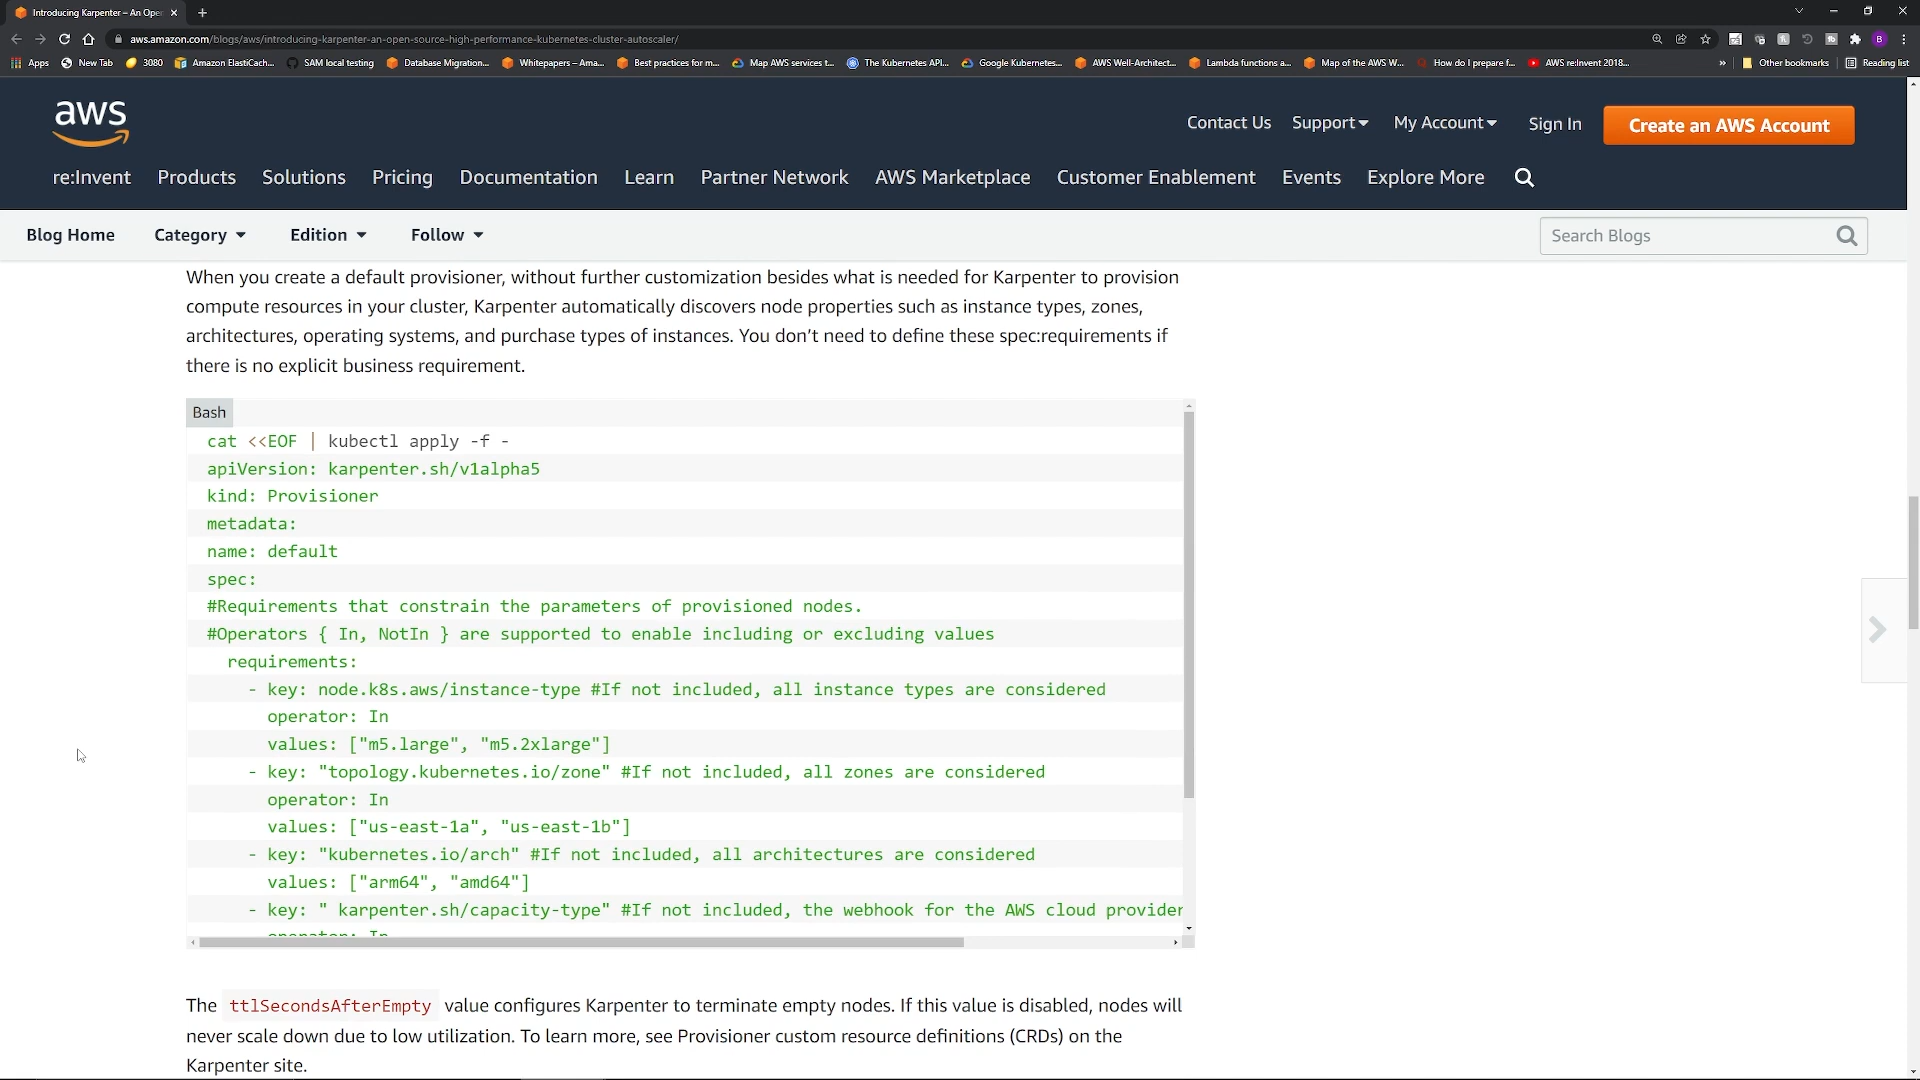 Introducing Karpenter – An Ope
aws.amazon.com/blogs/aws/introducing-karpenter-an-open-source-high-performance-kubernetes-cluster-autoscaler/
B
Apps New Tab 3080 Amazon ElastiCach... SAM local testing Database Migration... Whitepapers – Ama... Best practices for m... Map AWS services t... The Kubernetes API... Google Kubernetes... AWS Well-Architect... Lambda functions a... Map of the AWS W... How do I prepare f... AWS re:Invent 2018... » Other bookmarks Reading list
aws
Contact Us Support My Account Sign In Create an AWS Account
re:Invent Products Solutions Pricing Documentation Learn Partner Network AWS Marketplace Customer Enablement Events Explore More
Blog Home Category Edition Follow Search Blogs
When you create a default provisioner, without further customization besides what is needed for Karpenter to provision
compute resources in your cluster, Karpenter automatically discovers node properties such as instance types, zones,
architectures, operating systems, and purchase types of instances. You don’t need to define these spec:requirements if
there is no explicit business requirement.
Bash
cat <<EOF | kubectl apply -f -
apiVersion: karpenter.sh/v1alpha5
kind: Provisioner
metadata:
name: default
spec:
#Requirements that constrain the parameters of provisioned nodes.
#Operators { In, NotIn } are supported to enable including or excluding values
requirements:
- key: node.k8s.aws/instance-type #If not included, all instance types are considered
operator: In
values: ["m5.large", "m5.2xlarge"]
- key: "topology.kubernetes.io/zone" #If not included, all zones are considered
operator: In
values: ["us-east-1a", "us-east-1b"]
- key: "kubernetes.io/arch" #If not included, all architectures are considered
values: ["arm64", "amd64"]
- key: " karpenter.sh/capacity-type" #If not included, the webhook for the AWS cloud provider
operator: In
The ttlSecondsAfterEmpty value configures Karpenter to terminate empty nodes. If this value is disabled, nodes will
never scale down due to low utilization. To learn more, see Provisioner custom resource definitions (CRDs) on the
Karpenter site.